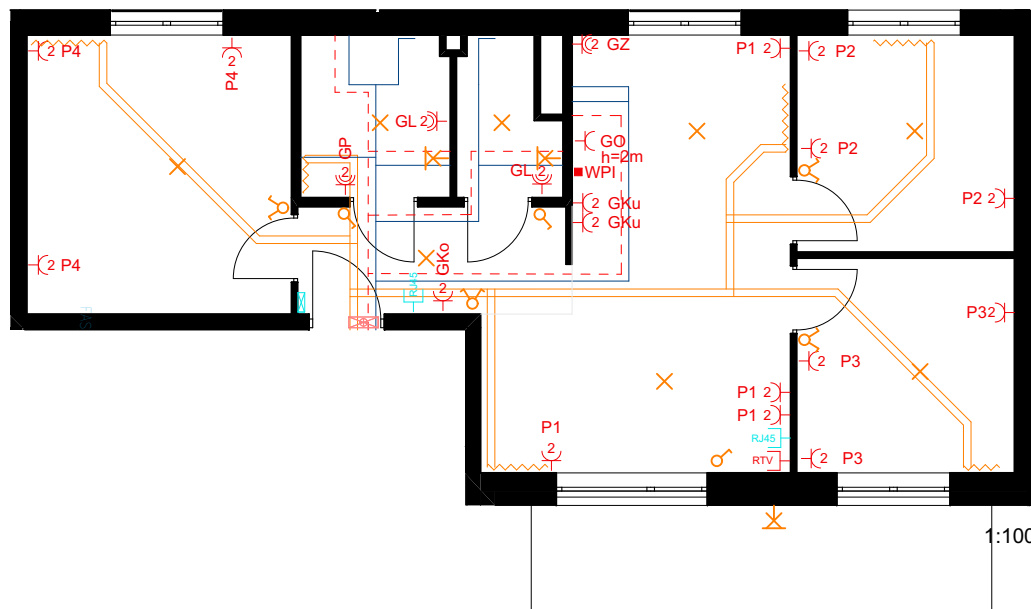 2 P4
2
P4
2 P4
GP
2
GL 2
GL
2
2 GZ
GO
h=2m
WPI
2 GKu
2 GKu
GKo
2
RJ45
P1 2
2 P2
2 P2
P2 2
P32
2 P3
2 P3
P1 2
P1 2
RJ45
RTV
P1
2
FAS
1:100